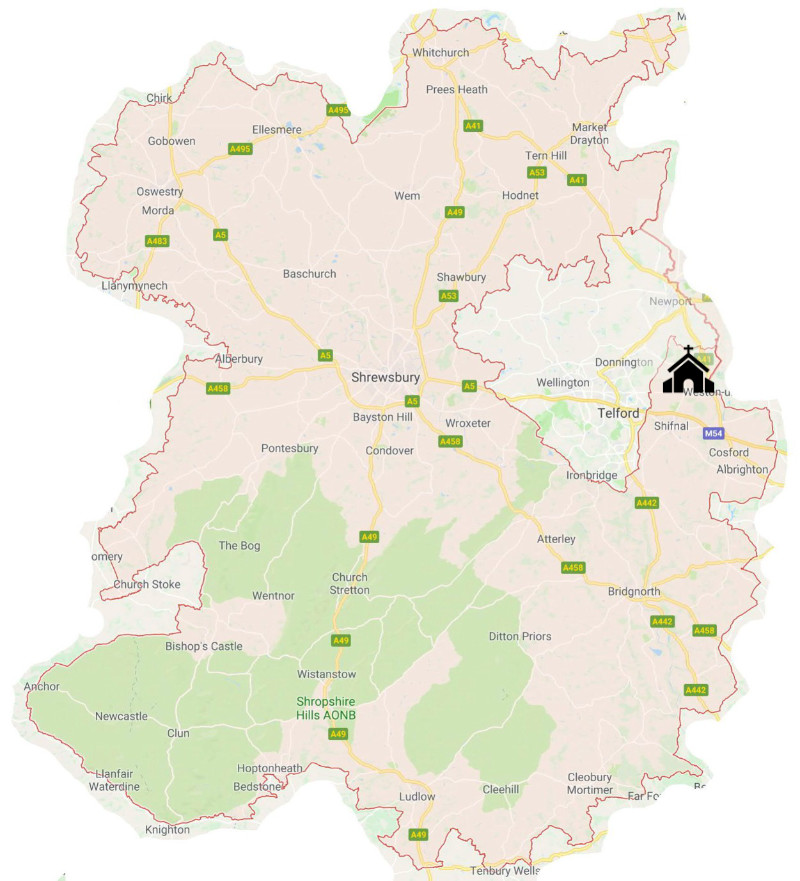 M
Whitchurch
Prees Heath
Chirk
A495
A41
Ellesmere
Market
Drayton
Gobowen
A495
Tern Hill
A53
A41
Oswestry
Wem
Hodnet
Morda
A49
A5
A483
Baschurch
Shawbury
Llanymynech
A53
Newport
Alberbury
A5
A41
Donnington
Shrewsbury
Wellington
A458
A5
Weston-u
A5
Telford
Bayston Hill
Wroxeter
Shifnal
M54
A458
Pontesbury
Condover
Cosford
Albrighton
Ironbridge
A442
The Bog
A49
Atterley
omery
A458
Church Stoke
Church
Stretton
Wentnor
Bridgnorth
A442
A458
Bishop's Castle
A49
Ditton Priors
Wistanstow
Anchor
A442
Shropshire
Hills AONB
Newcastle
Clun
A49
Hoptonheath
Llanfair
Waterdine
Bedstone
Cleobury
Mortimer
Ludlow
Cleehill
Far Fo
Knighton
A49
Tenbury Wells